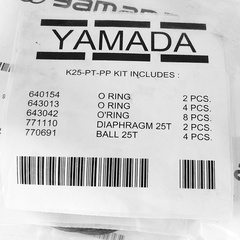 yamada
YAMADA
K25-PT-PP KIT INCLUDES :
640154 O RING 2 PCS.
643013 O RING 4 PCS.
643042 O'RING 8 PCS.
771110 DIAPHRAGM 25T 2 PCS.
770691 BALL 25T 4 PCS.